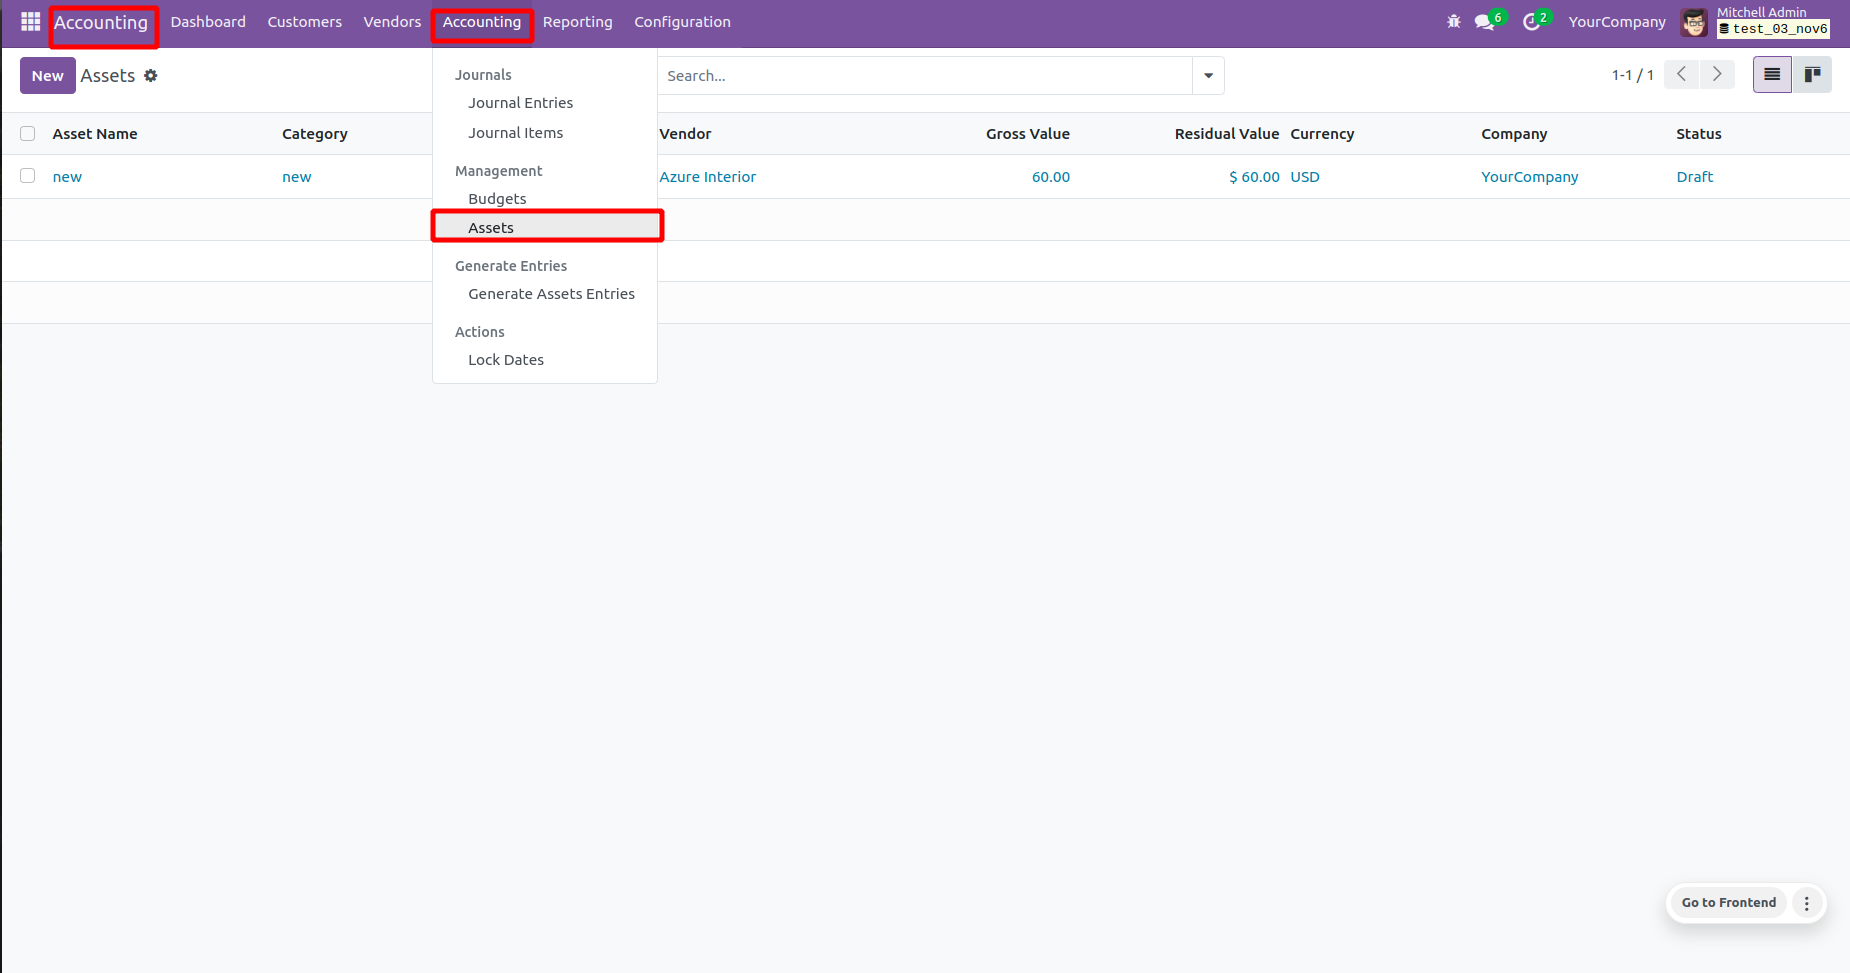 Accounting Dashboard Customers Vendors Accounting Reporting Configuration 6 2 YourCompany Mitchell Admin
test_03_nov6
New Assets Search... 1-1 / 1
Journals
Journal Entries
Journal Items
Management
Budgets
Assets
Generate Entries
Generate Assets Entries
Actions
Lock Dates
Asset Name Category Vendor Gross Value Residual Value Currency Company Status
new new Azure Interior 60.00 $ 60.00 USD YourCompany Draft
Go to Frontend